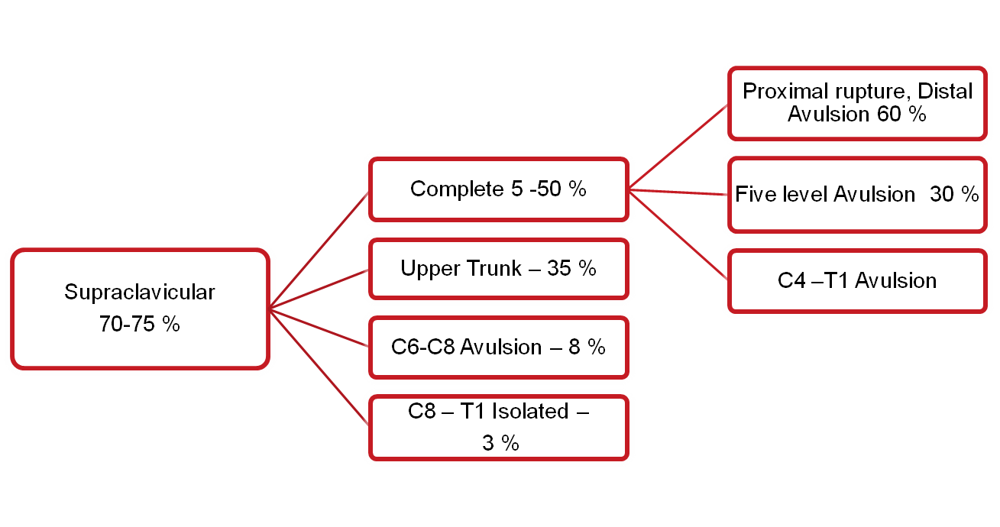 Supraclavicular
70-75 %
Complete 5 -50 %
Upper Trunk – 35 %
C6-C8 Avulsion – 8 %
C8 – T1 Isolated –
3 %
Proximal rupture, Distal
Avulsion 60 %
Five level Avulsion 30 %
C4 –T1 Avulsion